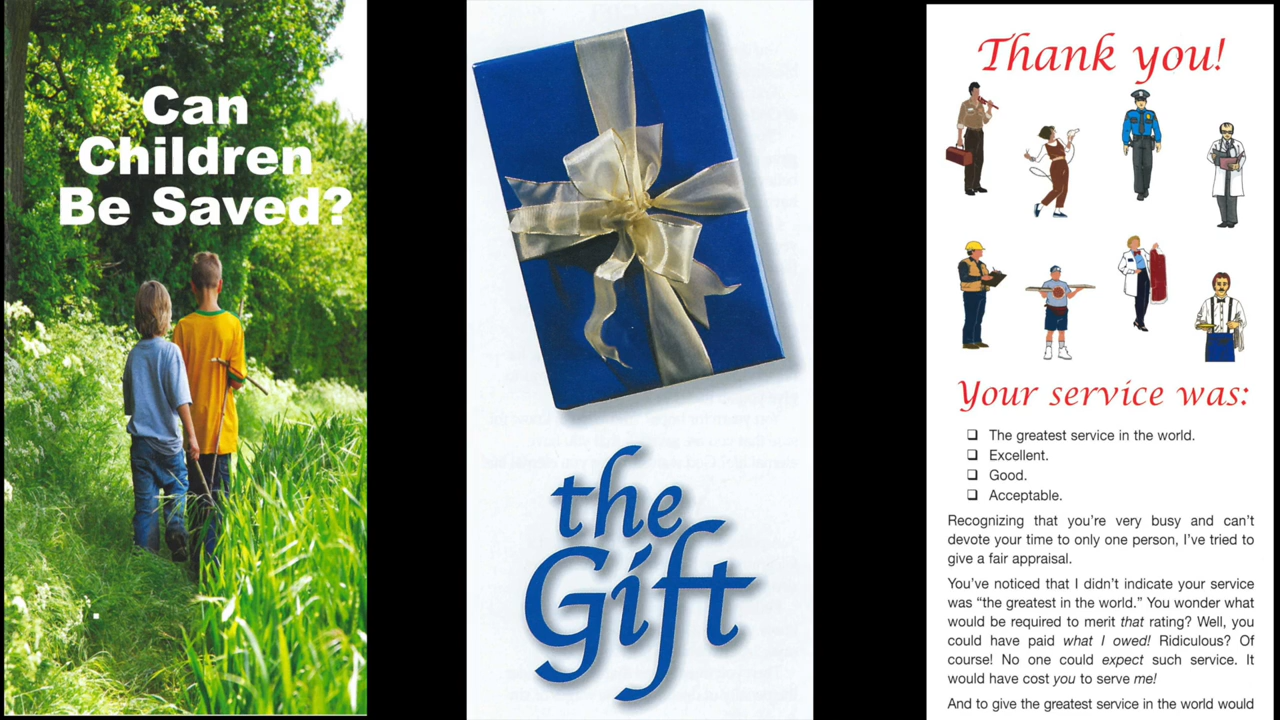 Can
Children
Be Saved?
the
Gift
Thank you!
Your service was:
❑ The greatest service in the world.
❑ Excellent.
❑ Good.
❑ Acceptable.
Recognizing that you're very busy and can't
devote your time to only one person, I've tried to
give a fair appraisal.
You've noticed that I didn't indicate your service
was “the greatest in the world.” You wonder what
would be required to merit that rating? Well, you
could have paid what I owed! Ridiculous? Of
course! No one could expect such service. It
would have cost you to serve me!
And to give the greatest service in the world would